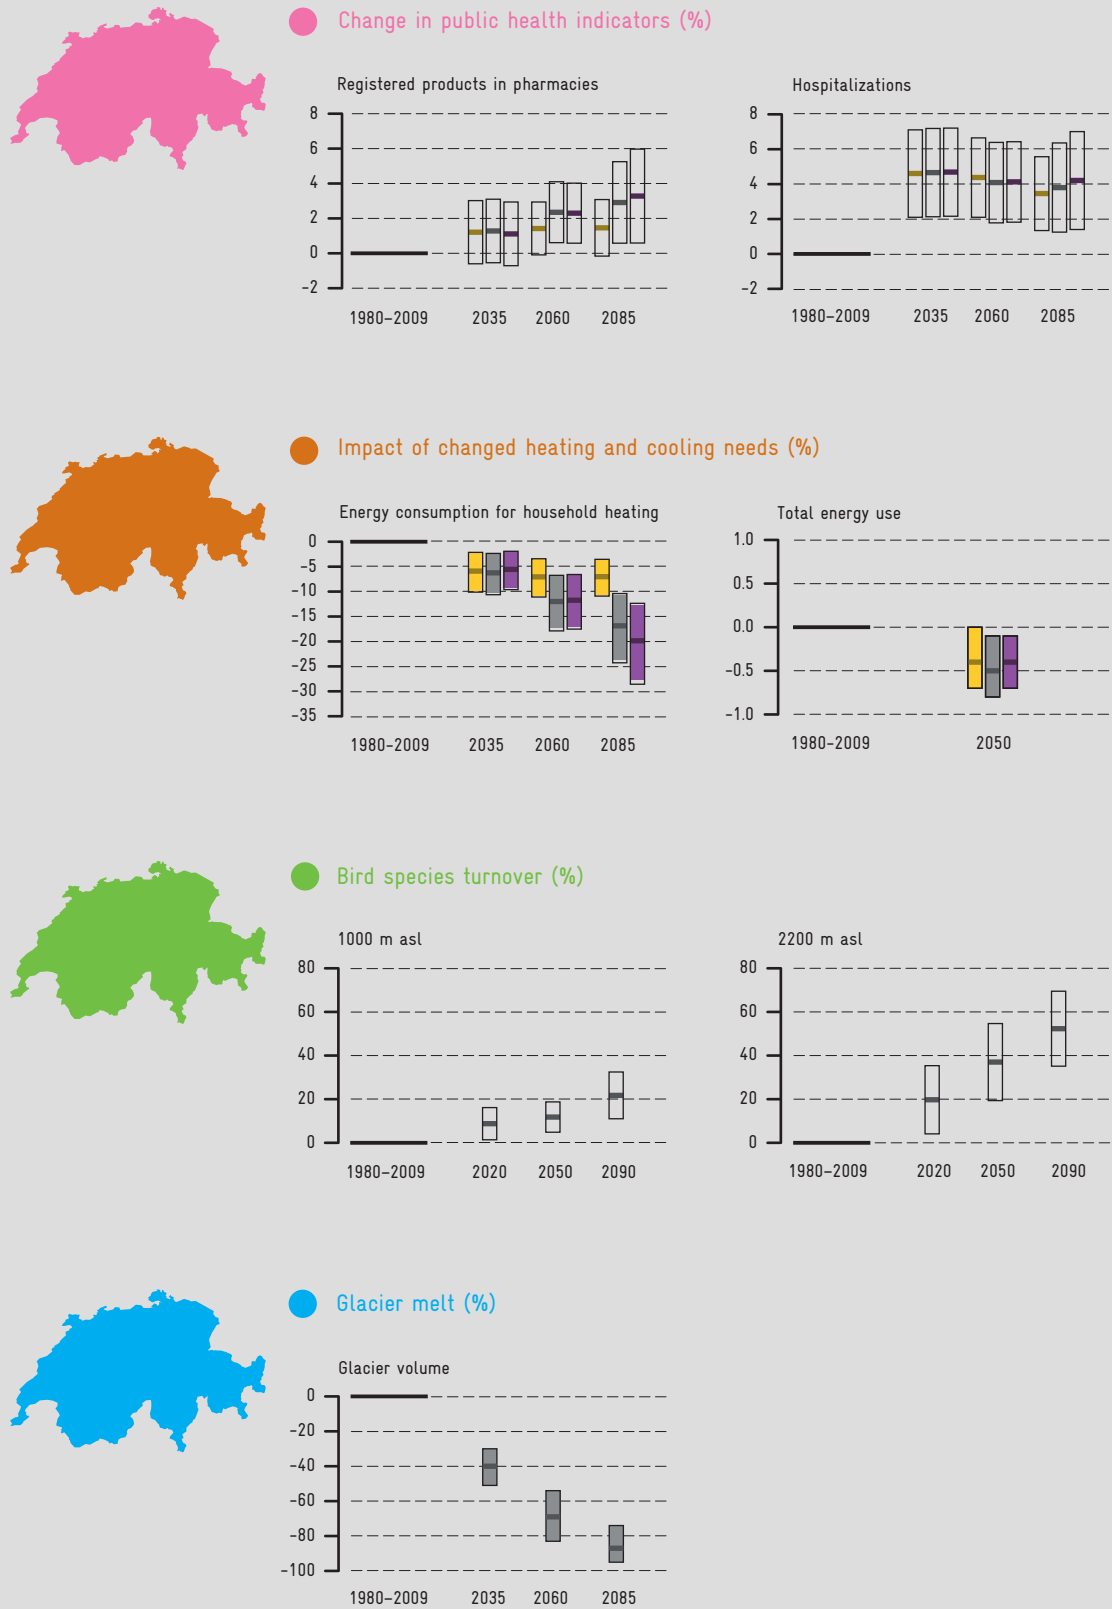 Change in public health indicators (%)
Registered products in pharmacies
8
6
4
2
0
-2
1980–2009 2035 2060 2085
Hospitalizations
8
6
4
2
0
-2
1980–2009 2035 2060 2085
Impact of changed heating and cooling needs (%)
Energy consumption for household heating
0
-5
-10
-15
-20
-25
-30
-35
1980–2009 2035 2060 2085
Total energy use
1.0
0.5
0.0
-0.5
-1.0
1980–2009 2050
Bird species turnover (%)
1000 m asl
80
60
40
20
0
1980–2009 2020 2050 2090
2200 m asl
80
60
40
20
0
1980–2009 2020 2050 2090
Glacier melt (%)
Glacier volume
0
-20
-40
-60
-80
-100
1980–2009 2035 2060 2085